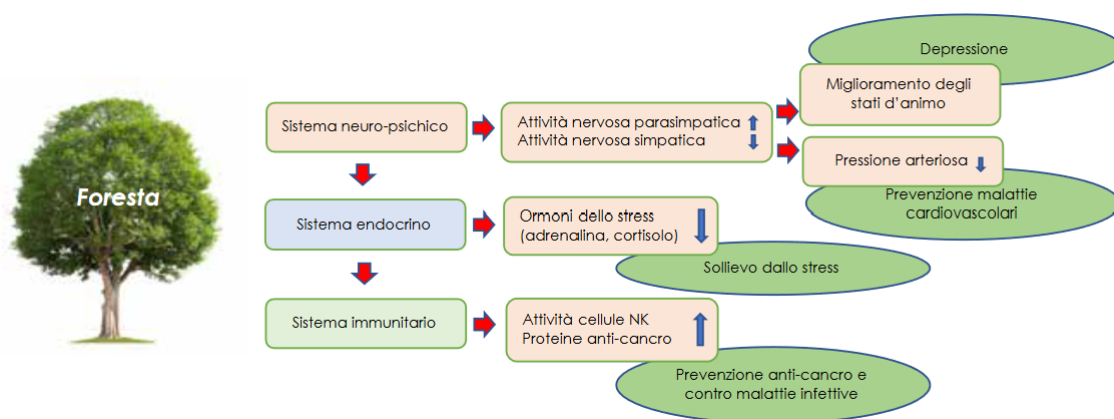 Foresta
Sistema neuro-psichico
Attività nervosa parasimpatica
Attività nervosa simpatica
Depressione
Miglioramento degli
stati d'animo
Pressione arteriosa
Prevenzione malattie
cardiovascolari
Sistema endocrino
Ormoni dello stress
(adrenalina, cortisolo)
Sollievo dallo stress
Sistema immunitario
Attività cellule NK
Proteine anti-cancro
Prevenzione anti-cancro e
contro malattie infettive